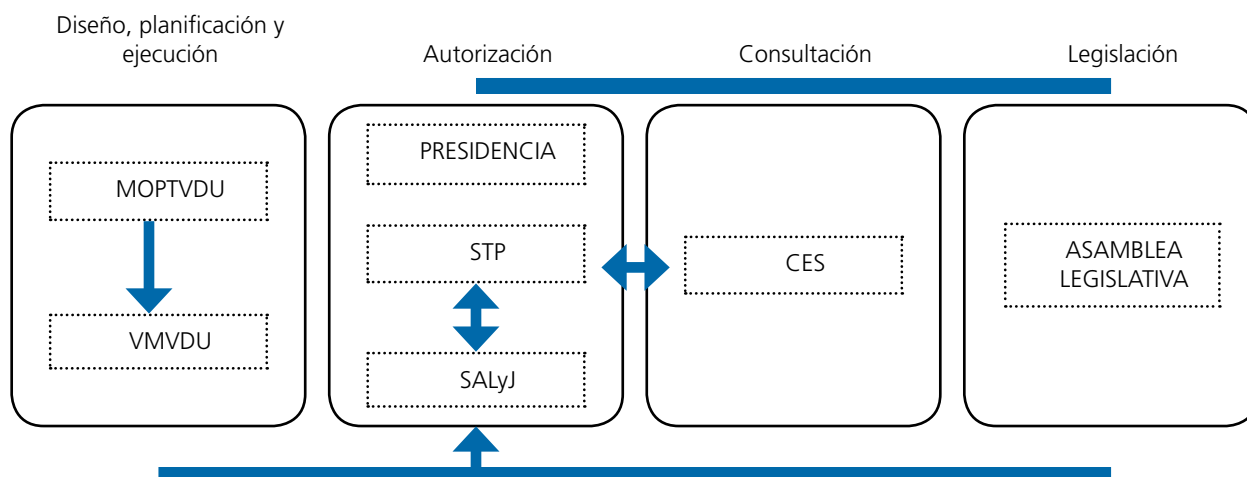 Diseño, planificación y
ejecución
Autorización
Consultación
Legislación
MOPTVDU
VMVDU
PRESIDENCIA
STP
SALyJ
CES
ASAMBLEA
LEGISLATIVA